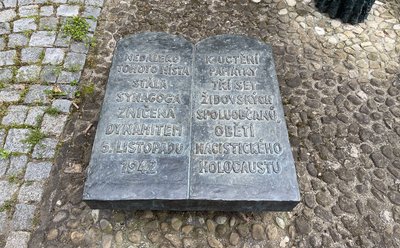 NEDALEKO
TOHOTO MÍSTA
STÁLA
SYNAGOGA
ZNIČENA
DYNAMITEM
5. LISTOPADU
1942
K UCTĚNÍ
PAMÁTKY
TŘÍ SET
ŽIDOVSKÝCH
SPOLUOBČANŮ
OBĚTÍ
NACISTICKÉHO
HOLOCAUSTU